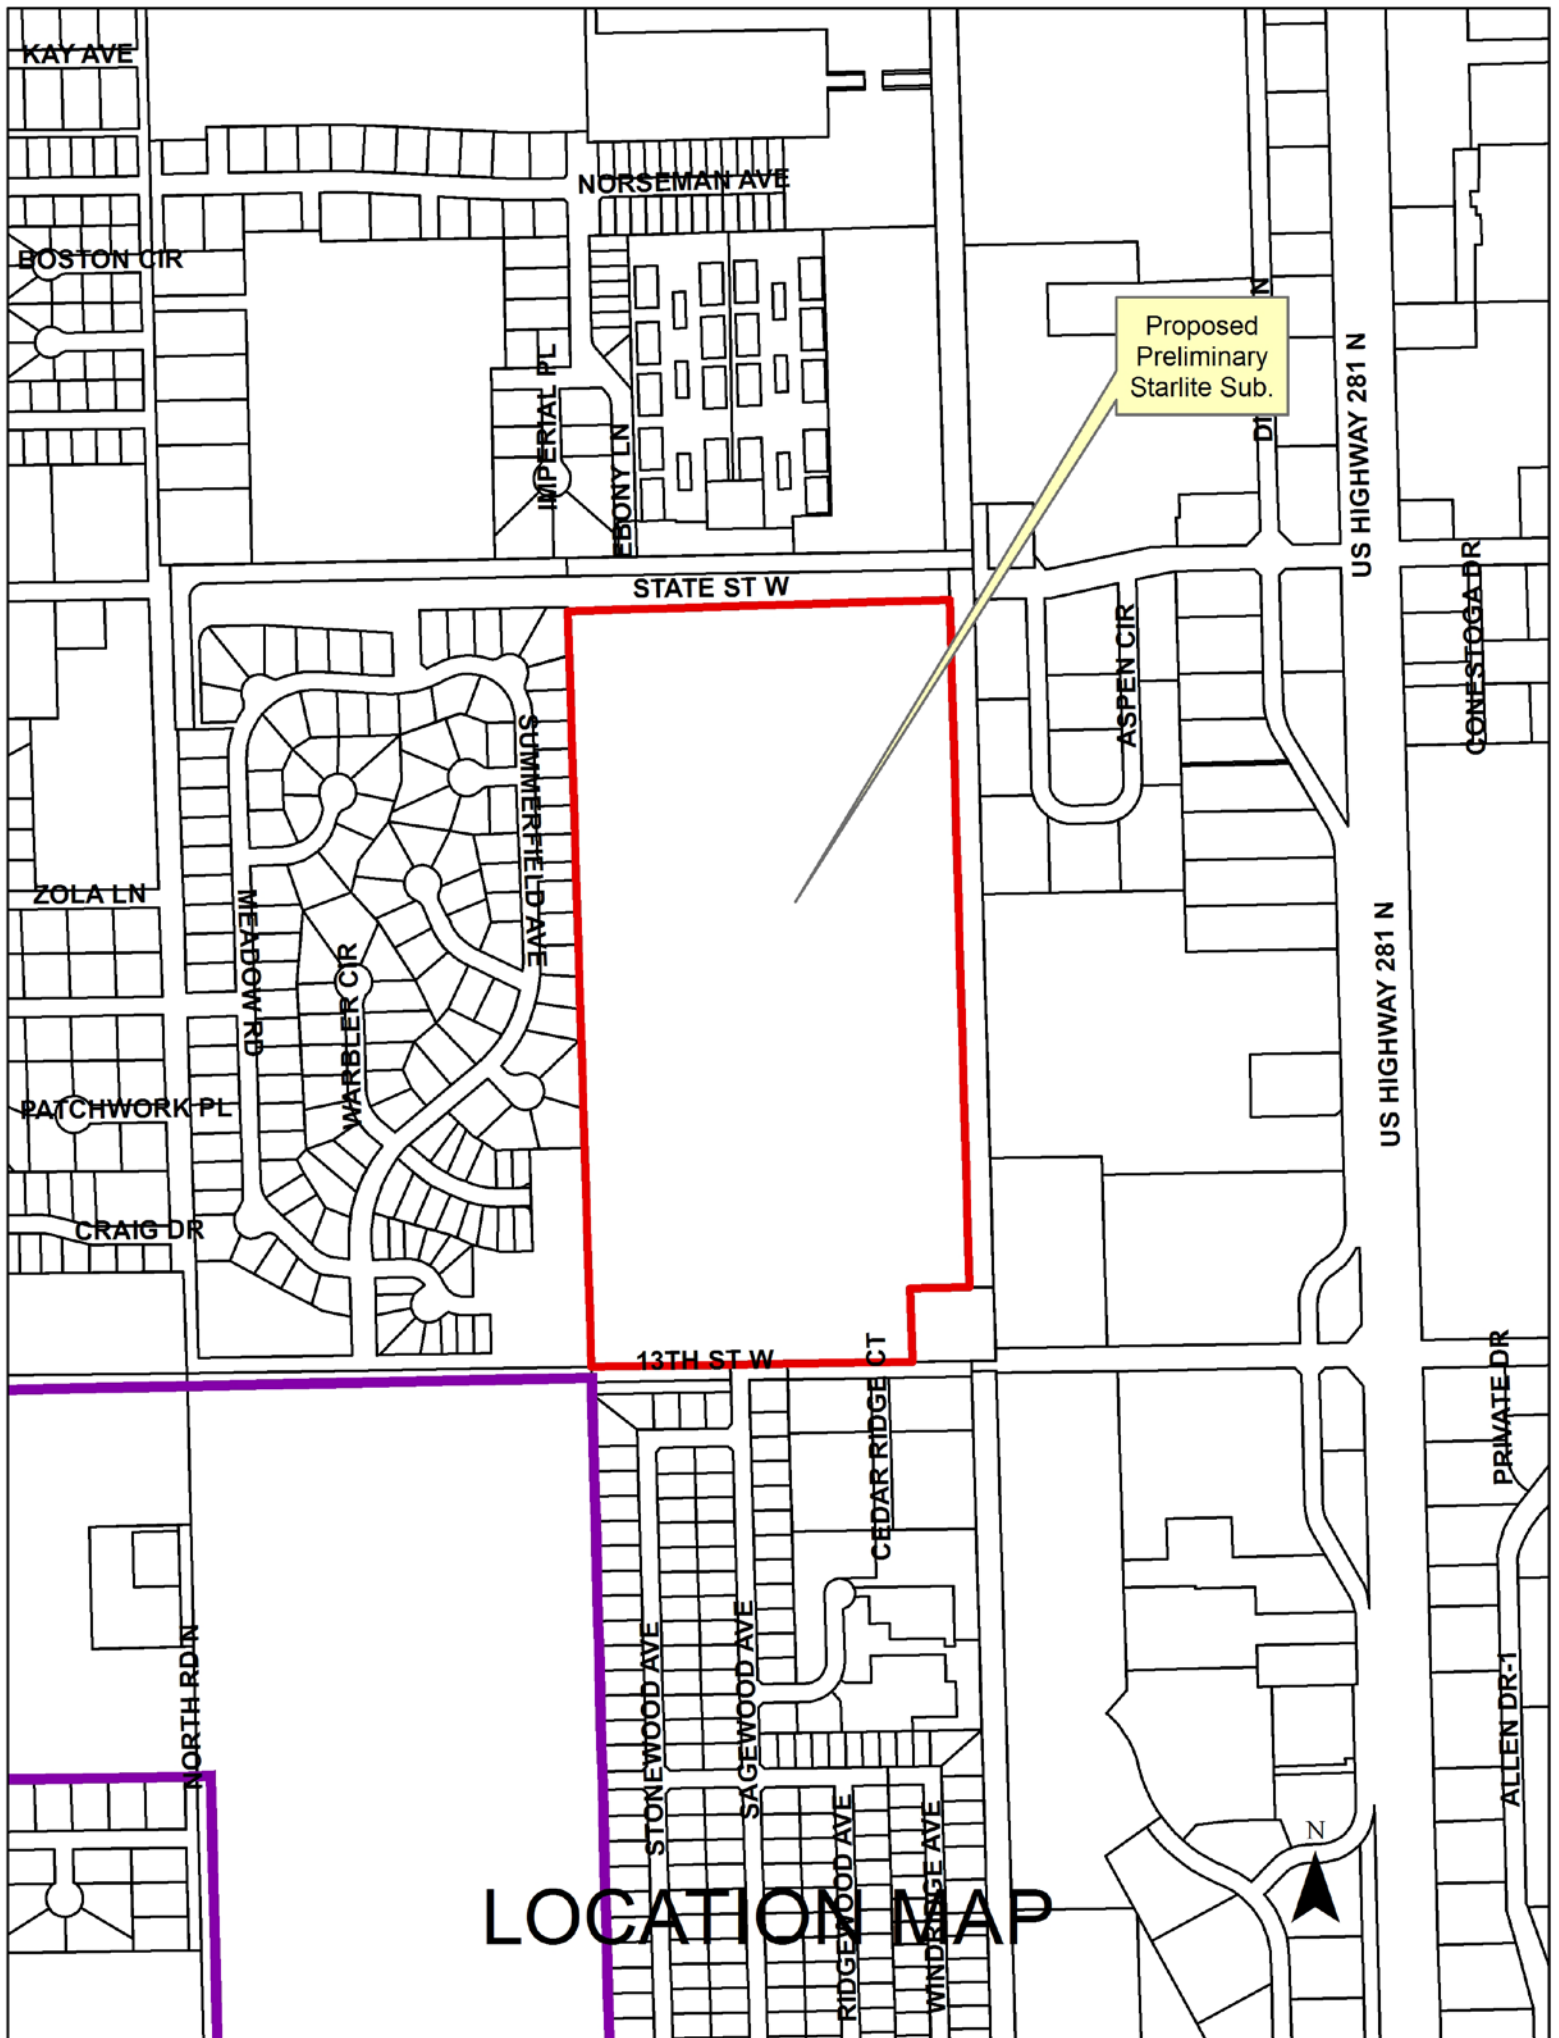 KAY AVE
NORSEMAN AVE
BOSTON CIR
Proposed
Preliminary
Starlite Sub.
IMPERIAL PL
EBONY LN
US HIGHWAY 281 N
STATE ST W
ASPEN CIR
CONESTOGA DR
SUMMERFIELD AVE
ZOLA LN
MEADOW RD
WARBLER CIR
US HIGHWAY 281 N
PATCHWORK PL
CRAIG DR
13TH ST W
CEDAR RIDGE CT
PRIVATE DR
NORTH RD N
STONEWOOD AVE
SAGEWOOD AVE
RIDGEWOOD AVE
WINDRIDGE AVE
ALLEN DR-1
N
LOCATION MAP